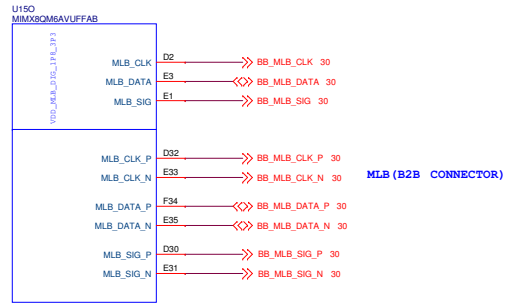 U15O
MIMX8QM6AVUFFAB
VDD_MLB_DIG_1P8_3P3
MLB_CLK D2 BB_MLB_CLK 30
MLB_DATA E3 BB_MLB_DATA 30
MLB_SIG E1 BB_MLB_SIG 30
MLB_CLK_P D32 BB_MLB_CLK_P 30
MLB_CLK_N E33 BB_MLB_CLK_N 30
MLB(B2B CONNECTOR)
MLB_DATA_P F34 BB_MLB_DATA_P 30
MLB_DATA_N E35 BB_MLB_DATA_N 30
MLB_SIG_P D30 BB_MLB_SIG_P 30
MLB_SIG_N E31 BB_MLB_SIG_N 30